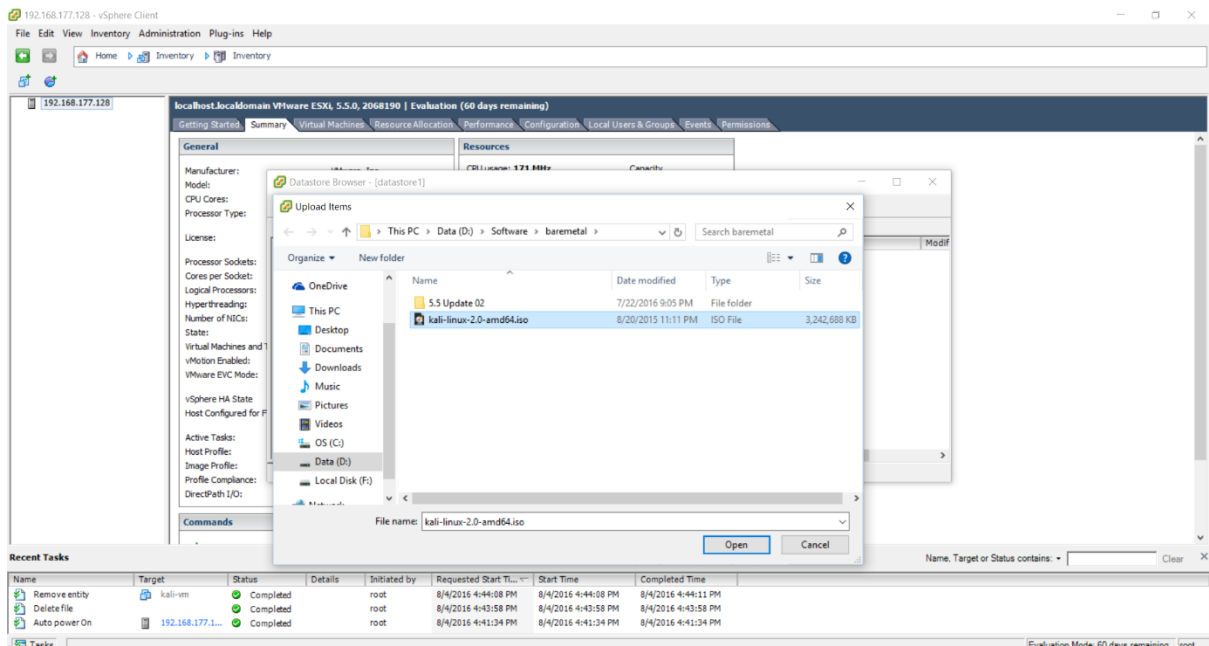 192.168.177.128 - vSphere Client
File Edit View Inventory Administration Plug-ins Help
Home Inventory Inventory
192.168.177.128
localhost.localdomain VMware ESXi, 5.5.0, 2068190 | Evaluation (60 days remaining)
Getting Started Summary Virtual Machines Resource Allocation Performance Configuration Local Users & Groups Events Permissions
General
Resources
Manufacturer:
CPU usage: 171 MHz Capacity
Model:
CPU Cores:
Processor Type:
License:
Processor Sockets:
Cores per Socket:
Logical Processors:
Hyperthreading:
Number of NICs:
State:
Virtual Machines and T
vMotion Enabled:
VMware EVC Mode:
vSphere HA State
Host Configured for F
Active Tasks:
Host Profile:
Image Profile:
Profile Compliance:
DirectPath I/O:
Commands
Datastore Browser - [datastore1]
Modif
Upload Items
This PC > Data (D:) > Software > baremetal >
Search baremetal
Organize New folder
Name Date modified Type Size
5.5 Update 02 7/22/2016 9:05 PM File folder
kali-linux-2.0-amd64.iso 8/20/2015 11:11 PM ISO File 3,242,688 KB
OneDrive
This PC
Desktop
Documents
Downloads
Music
Pictures
Videos
OS (C:)
Data (D:)
Local Disk (F:)
File name: kali-linux-2.0-amd64.iso
Open Cancel
Recent Tasks
Name, Target or Status contains: Clear
Name Target Status Details Initiated by Requested Start Ti... Start Time Completed Time
Remove entity kali-vm Completed root 8/4/2016 4:44:08 PM 8/4/2016 4:44:08 PM 8/4/2016 4:44:11 PM
Delete file Completed root 8/4/2016 4:43:58 PM 8/4/2016 4:43:58 PM 8/4/2016 4:43:58 PM
Auto power On 192.168.177.1... Completed root 8/4/2016 4:41:34 PM 8/4/2016 4:41:34 PM 8/4/2016 4:41:34 PM
Tasks
Evaluation Mode: 60 days remaining root